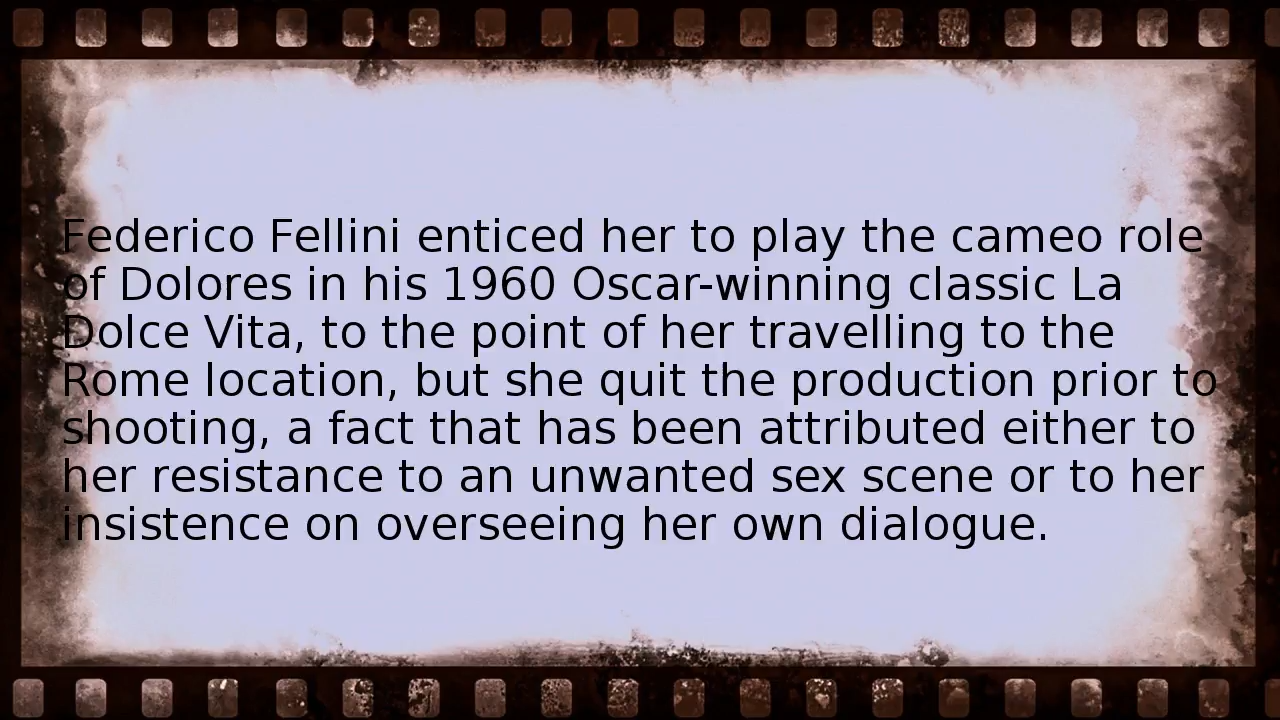 Federico Fellini enticed her to play the cameo role
of Dolores in his 1960 Oscar-winning classic La
Dolce Vita, to the point of her travelling to the
Rome location, but she quit the production prior to
shooting, a fact that has been attributed either to
her resistance to an unwanted sex scene or to her
insistence on overseeing her own dialogue.